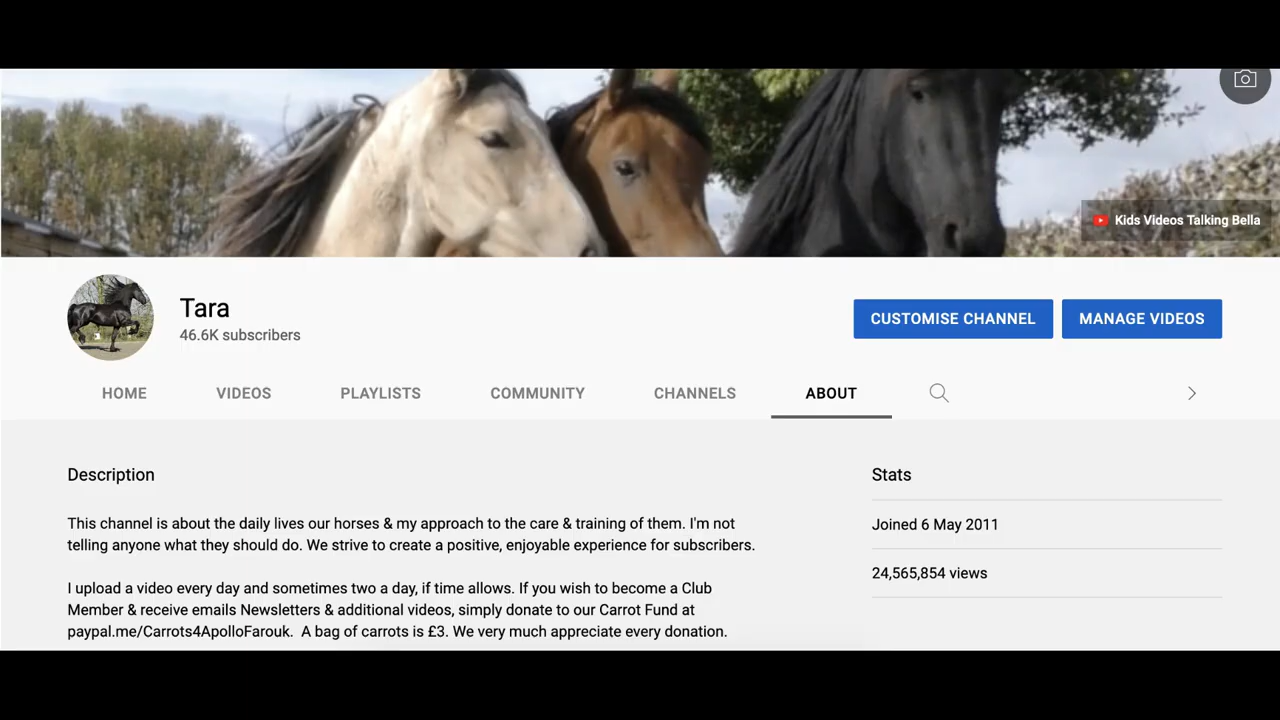 Kids Videos Talking Bella
Tara
46.6K subscribers
CUSTOMISE CHANNEL
MANAGE VIDEOS
HOME
VIDEOS
PLAYLISTS
COMMUNITY
CHANNELS
ABOUT
Description
This channel is about the daily lives our horses & my approach to the care & training of them. I'm not
telling anyone what they should do. We strive to create a positive, enjoyable experience for subscribers.
I upload a video every day and sometimes two a day, if time allows. If you wish to become a Club
Member & receive emails Newsletters & additional videos, simply donate to our Carrot Fund at
paypal.me/Carrots4ApolloFarouk.  A bag of carrots is £3. We very much appreciate every donation.
Stats
Joined 6 May 2011
24,565,854 views